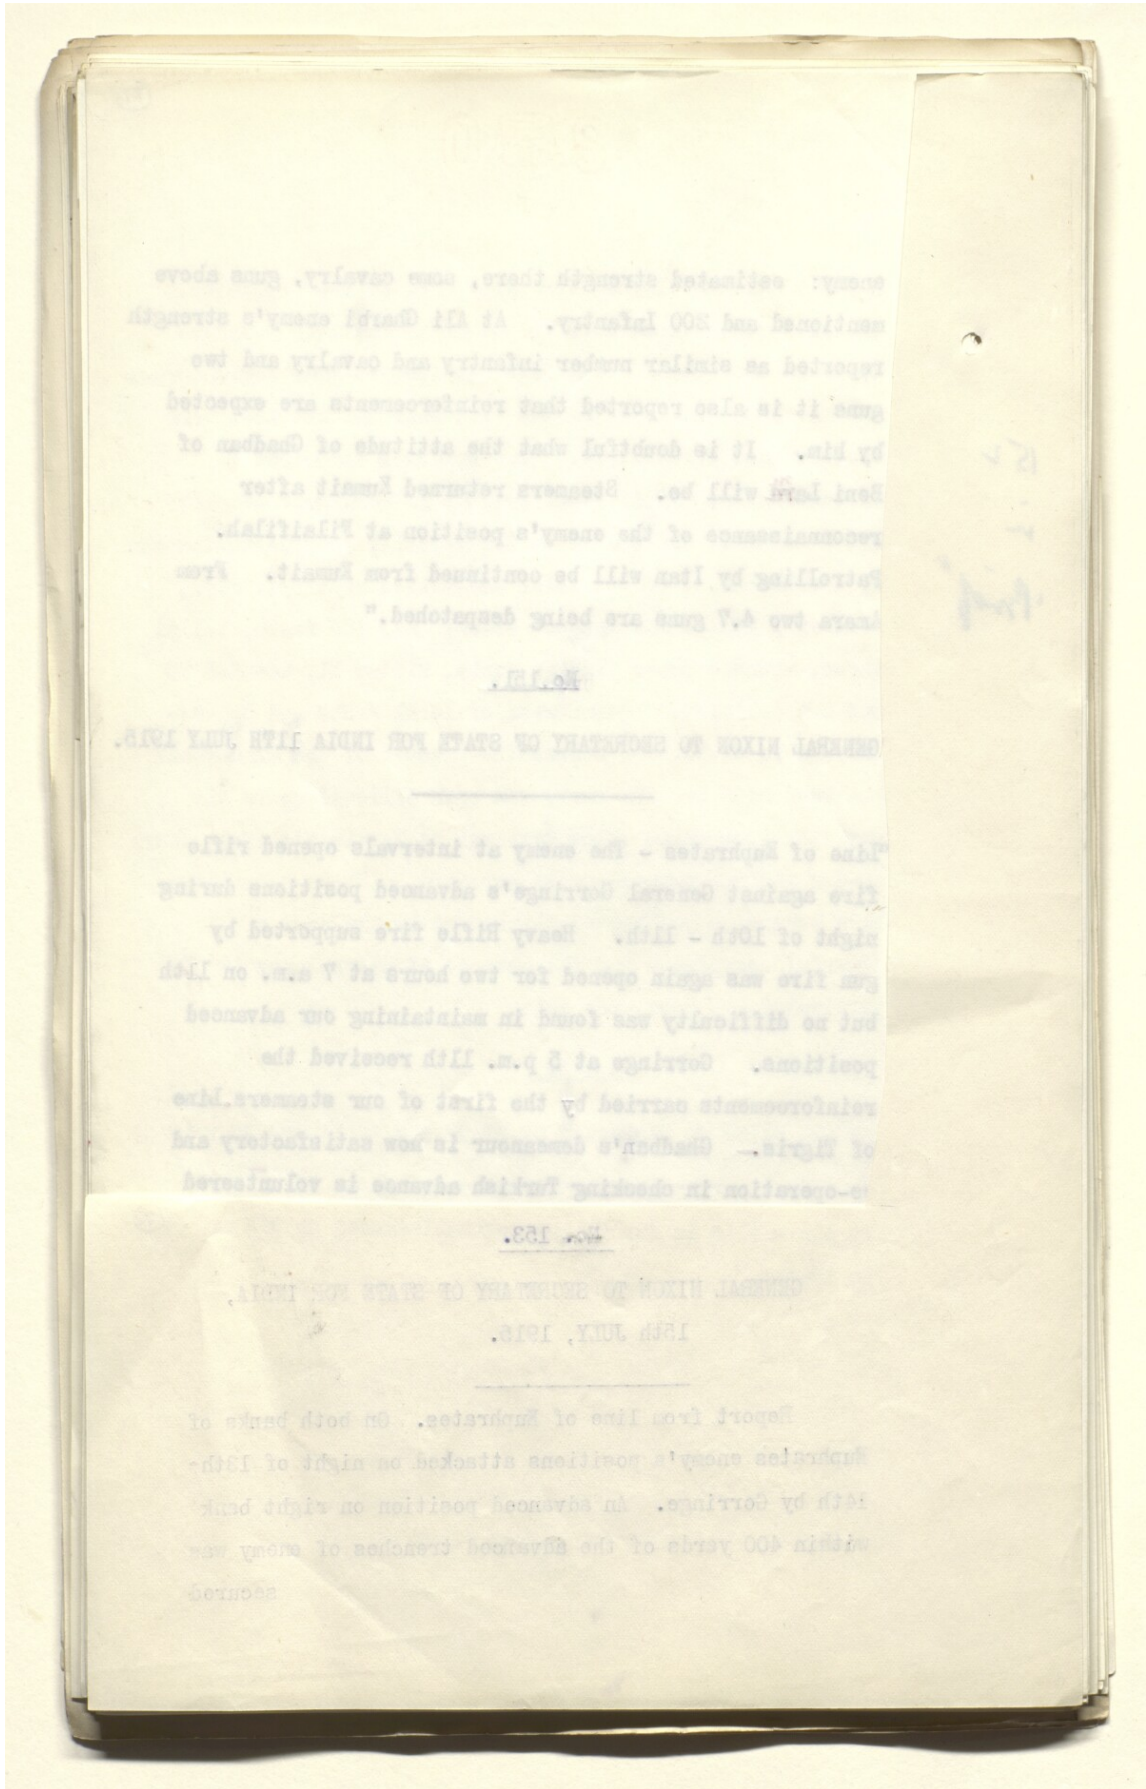 enemy: estimated strength there, some cavalry, guns above
mentioned and 200 Infantry. At Ali Gharbi enemy's strength
reported as similar number infantry and cavalry and two
guns it is also reported that reinforcements are expected
by him. It is doubtful what the attitude of Ghadban of
Beni Lam will be. Steamers returned Kumait after
reconnaissance of the enemy's position at Filaifilah.
Patrolling by Itan will be continued from Kumait. From
Amara two 4.7 guns are being despatched."
No.151.
GENERAL NIXON TO SECRETARY OF STATE FOR INDIA 11TH JULY 1915.
"Line of Euphrates - The enemy at intervals opened rifle
fire against General Gorringe's advanced positions during
night of 10th - 11th. Heavy Rifle fire supported by
gun fire was again opened for two hours at 7 a.m. on 11th
but no difficulty was found in maintaining our advanced
positions. Gorringe at 5 p.m. 11th received the
reinforcements carried by the first of our steamers.Line
of Tigris.- Ghadban's demeanour is now satisfactory and
co-operation in checking Turkish advance is volunteered
No. 153.
GENERAL NIXON TO SECRETARY OF STATE FOR INDIA,
15th JULY, 1915.
Report from line of Euphrates. On both banks of
Euphrates enemy's positions attacked on night of 13th-
14th by Gorringe. An advanced position on right bank
within 400 yards of the advanced trenches of enemy was
secured